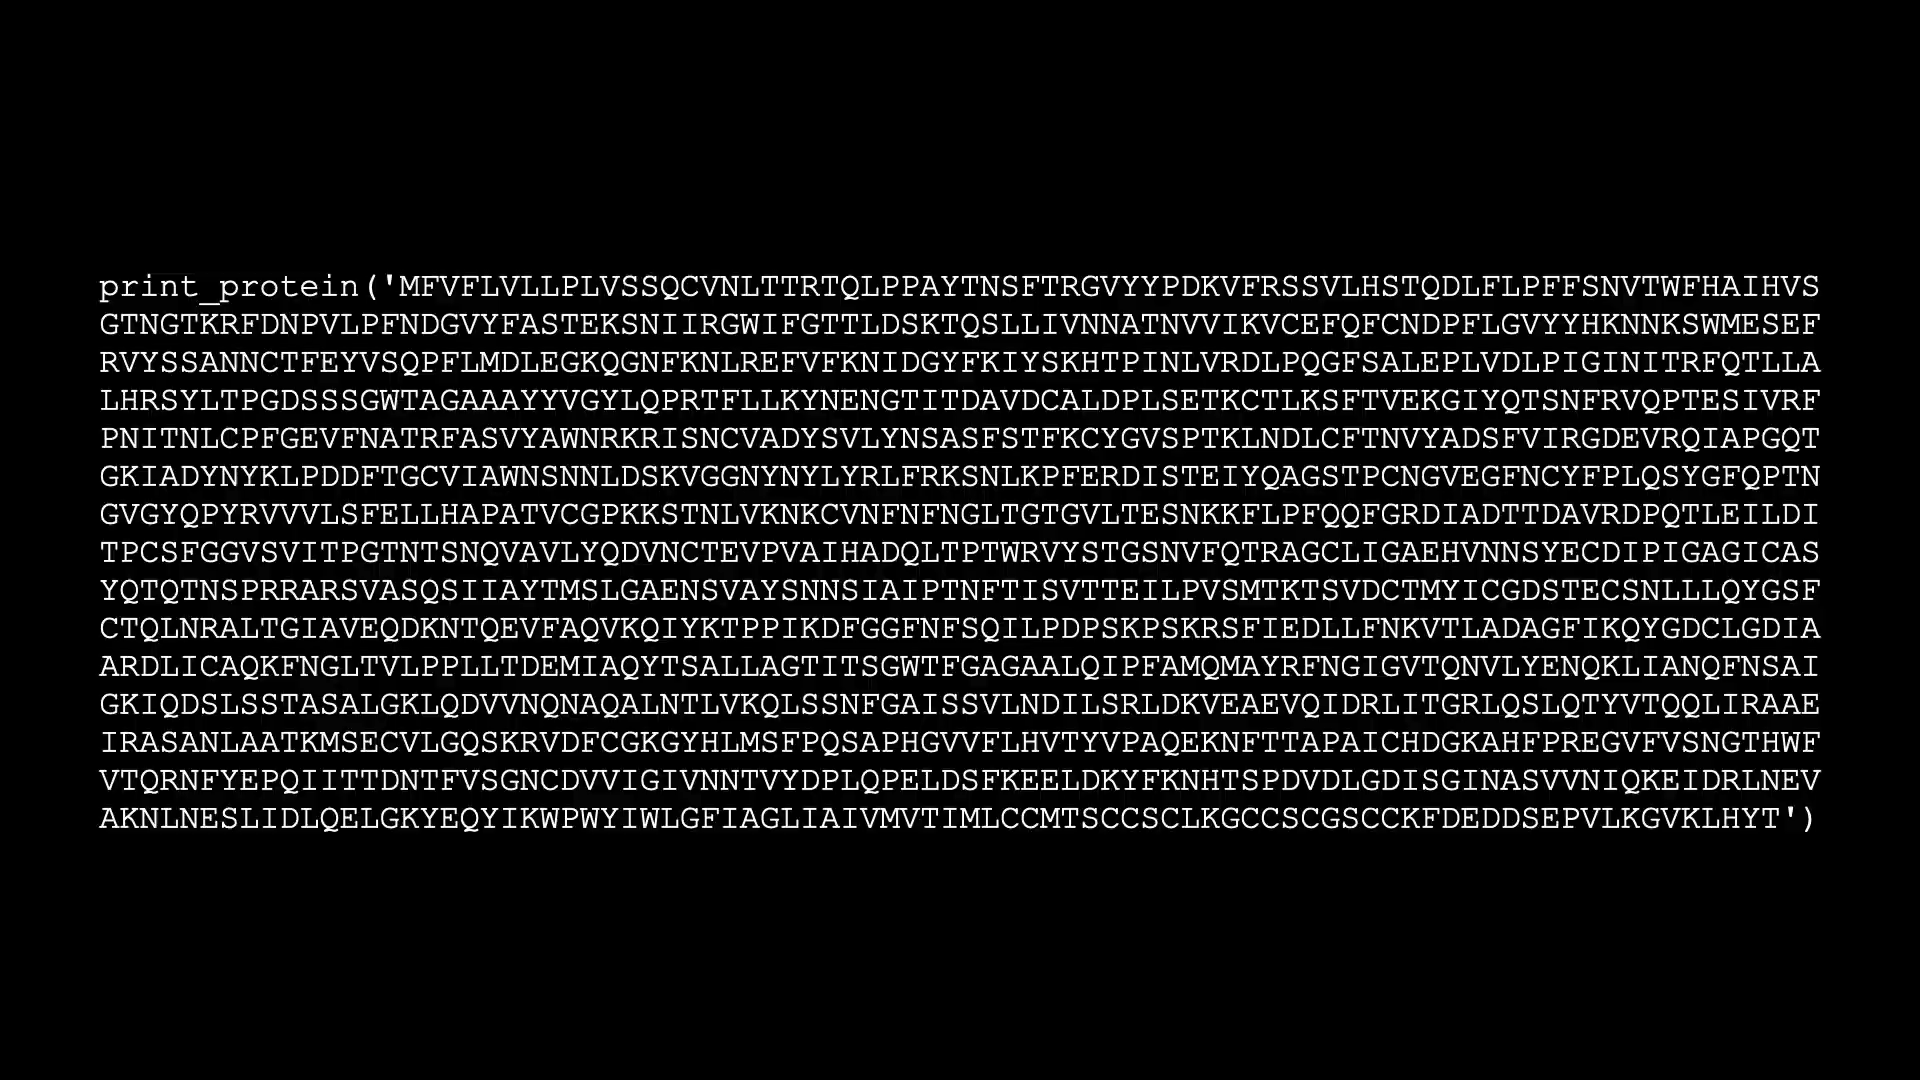 print_protein('MFVFLVLLPLVSSQCVNLTTRTQLPPAYTNSFTRGVYYPDKVFRSSVLHSTQDLFLPFFSNVTWFHAIHVS
GTNGTKRFDNPVLPFNDGVYFASTEKSNIIRGWIFGTTLDSKTQSLLIVNNATNVVIKVCEFQFCNDPFLGVYYHKNNKSWMESEF
RVYSSANNCTFEYVSQPFLMDLEGKQGNFKNLREFVFKNIDGYFKIYSKHTPINLVRDLPQGFSALEPLVDLPIGINITRFQTLLA
LHRSYLTPGDSSSGWTAGAAAYYVGYLQPRTFLLKYNENGTITDAVDCALDPLSETKCTLKSFTVEKGIYQTSNFRVQPTESIVRF
PNITNLCPFGEVFNATRFASVYAWNRKRISNCVADYSVLYNSASFSTFKCYGVSPTKLNDLCFTNVYADSFVIRGDEVRQIAPGQT
GKIADYNYKLPDDFTGCVIAWNSNNLDSKVGGNYNYLYRLFRKSNLKPFERDISTEIYQAGSTPCNGVEGFNCYFPLQSYGFQPTN
GVGYQPYRVVVLSFELLHAPATVCGPKKSTNLVKNKCVNFNFNGLTGTGVLTESNKKFLPFQQFGRDIADTTDAVRDPQTLEILDI
TPCSFGGVSVITPGTNTSNQVAVLYQDVNCTEVPVAIHADQLTPTWRVYSTGSNVFQTRAGCLIGAEHVNNSYECDIPIGAGICAS
YQTQTNSPRRARSVASQSIIAYTMSLGAENSVAYSNNSIAIPTNFTISVTTEILPVSMTKTSVDCTMYICGDSTECSNLLLQYGSF
CTQLNRALTGIAVEQDKNTQEVFAQVKQIYKTPPIKDFGGFNFSQILPDPSKPSKRSFIEDLLFNKVTLADAGFIKQYGDCLGDIA
ARDLICAQKFNGLTVLPPLLTDEMIAQYTSALLAGTITSGWTFGAGAALQIPFAMQMAYRFNGIGVTQNVLYENQKLIANQFNSAI
GKIQDSLSSTASALGKLQDVVNQNAQALNTLVKQLSSNFGAISSVLNDILSRLDKVEAEVQIDRLITGRLQSLQTYVTQQLIRAAE
IRASANLAATKMSECVLGQSKRVDFCGKGYHLMSFPQSAPHGVVFLHVTYVPAQEKNFTTAPAICHDGKAHFPREGVFVSNGTHWF
VTQRNFYEPQIITTDNTFVSGNCDVVIGIVNNTVYDPLQPELDSFKEELDKYFKNHTSPDVDLGDISGINASVVNIQKEIDRLNEV
AKNLNESLIDLQELGKYEQYIKWPWYIWLGFIAGLIAIVMVTIMLCCMTSCCSCLKGCCSCGSCCKFDEDDSEPVLKGVKLHYT')